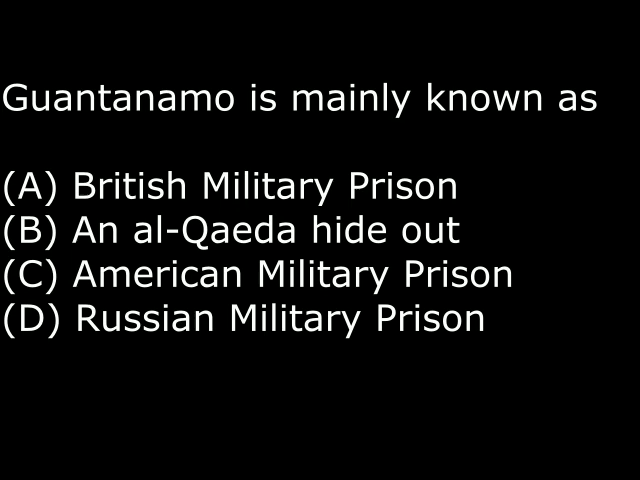 Guantanamo is mainly known as
(A) British Military Prison
(B) An al-Qaeda hide out
(C) American Military Prison
(D) Russian Military Prison